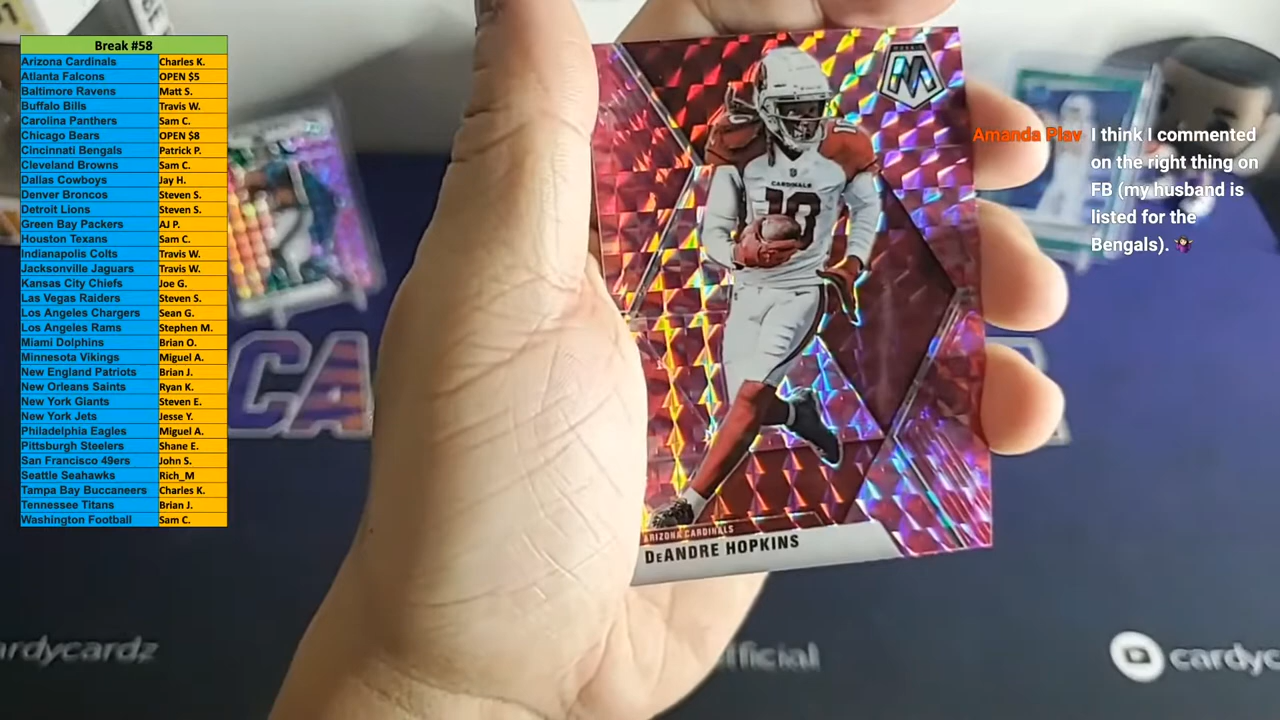 Break #58
Arizona Cardinals Charles K.
Atlanta Falcons OPEN $5
Baltimore Ravens Matt S.
Buffalo Bills Travis W.
Carolina Panthers Sam C.
Chicago Bears OPEN $8
Cincinnati Bengals Patrick P.
Cleveland Browns Sam C.
Dallas Cowboys Jay H.
Denver Broncos Steven S.
Detroit Lions Steven S.
Green Bay Packers AJ P.
Houston Texans Sam C.
Indianapolis Colts Travis W.
Jacksonville Jaguars Travis W.
Kansas City Chiefs Joe G.
Las Vegas Raiders Steven S.
Los Angeles Chargers Sean G.
Los Angeles Rams Stephen M.
Miami Dolphins Brian O.
Minnesota Vikings Miguel A.
New England Patriots Brian J.
New Orleans Saints Ryan K.
New York Giants Steven E.
New York Jets Jesse Y.
Philadelphia Eagles Miguel A.
Pittsburgh Steelers Shane E.
San Francisco 49ers John S.
Seattle Seahawks Rich_M
Tampa Bay Buccaneers Charles K.
Tennessee Titans Brian J.
Washington Football Sam C.
MOSAIC
M
CARDINALS
10
ARIZONA CARDINALS
DeANDRE HOPKINS
Amanda Plav I think I commented
on the right thing on
FB (my husband is
listed for the
Bengals).
CA
ardycardz
fficial
cardyc